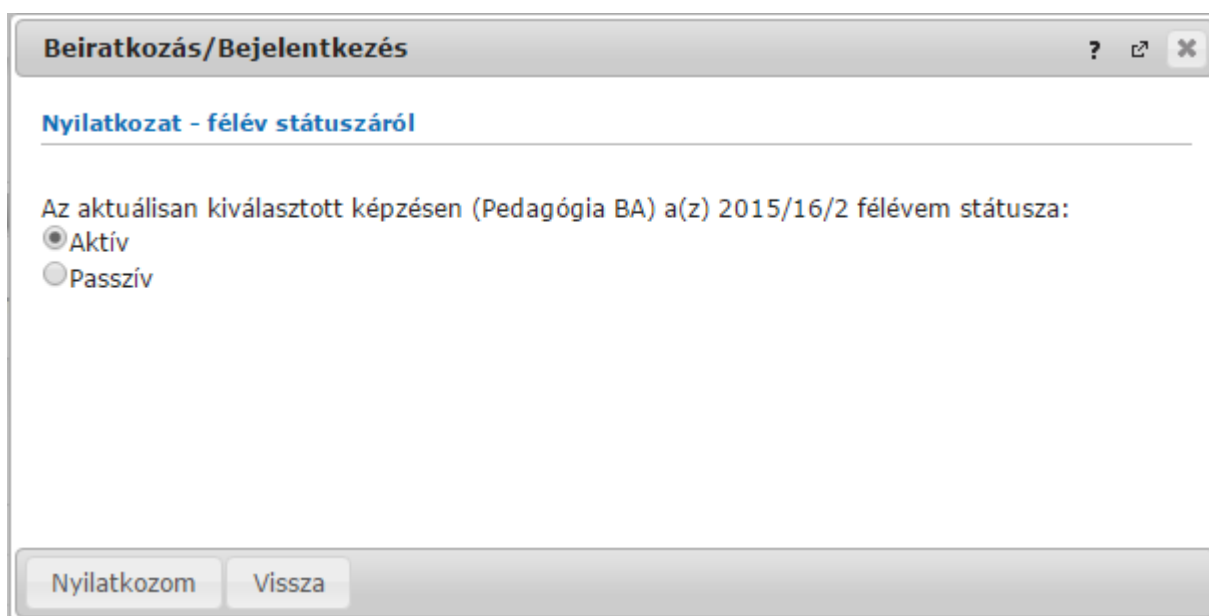 Beiratkozás/Bejelentkezés ?
Nyilatkozat - félév státuszáról
Az aktuálisan kiválasztott képzésen (Pedagógia BA) a(z) 2015/16/2 félévem státusza:
Aktív
Passzív
Nyilatkozom Vissza